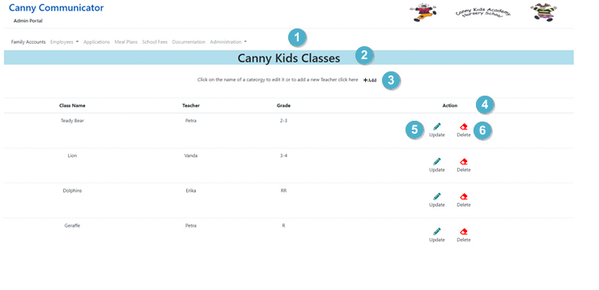 Canny Communicator
Admin Portal
Canny Kids Academy
Nursery School
Family Accounts Employees Applications Meal Plans School Fees Documentation Administration
1
Canny Kids Classes 2
Click on the name of a cateorgy to edit it or to add a new Teacher click here +Add 3
Class Name Teacher Grade Action 4
Teady Bear Petra 2-3 5 Update Delete 6
Lion Vanda 3-4 Update Delete
Dolphins Erika RR Update Delete
Geraffe Petra R Update Delete